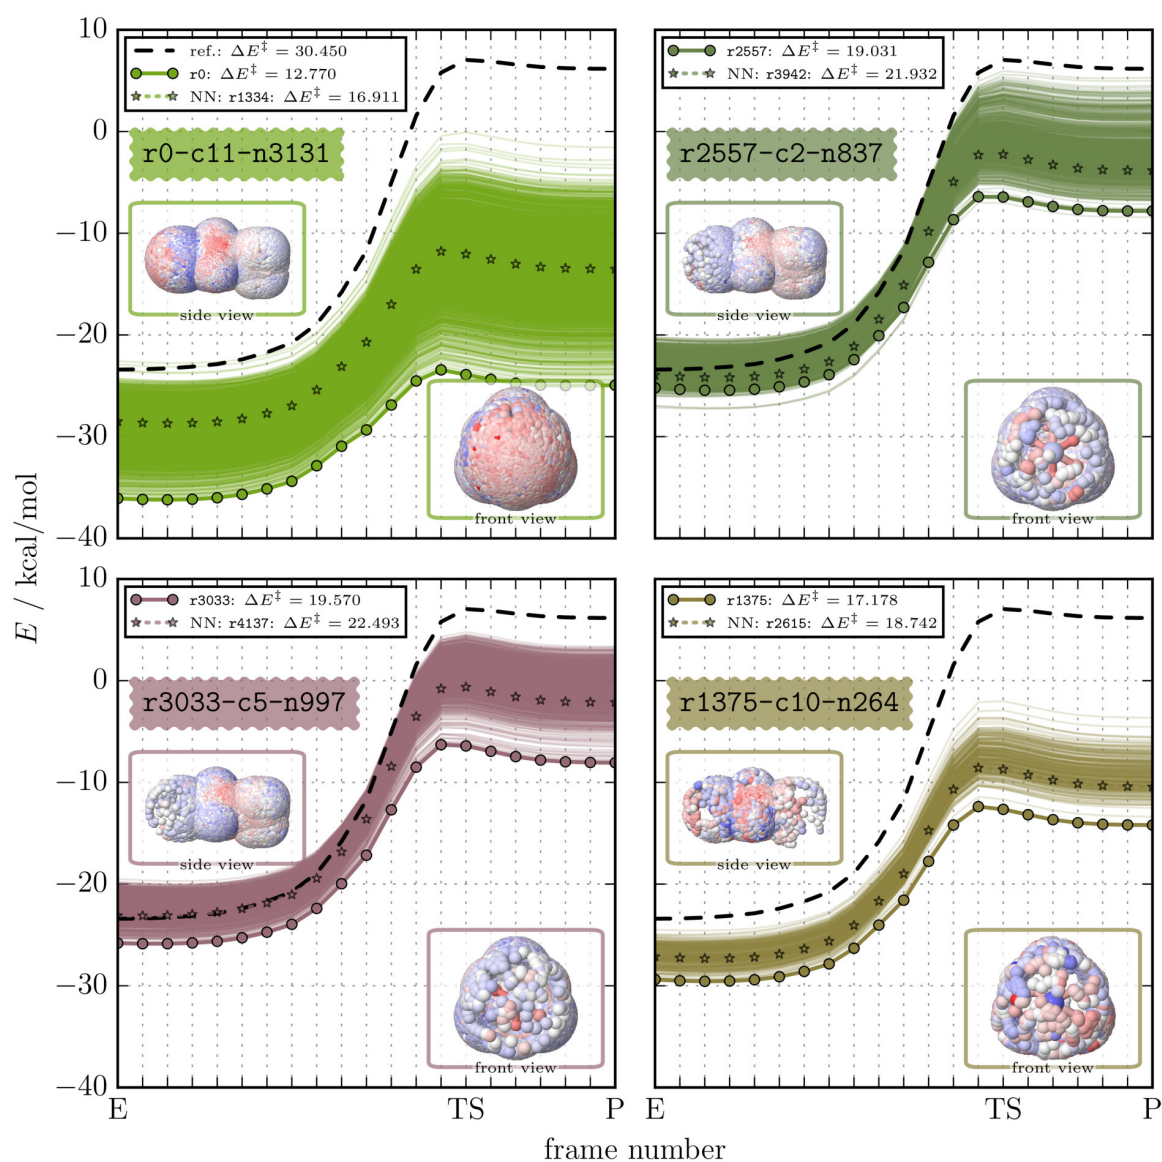 10
0
−10
−20
−30
−40
ref.: ΔE‡ = 30.450
r0: ΔE‡ = 12.770
NN: r1334: ΔE‡ = 16.911
r0-c11-n3131
side view
front view
r2557: ΔE‡ = 19.031
NN: r3942: ΔE‡ = 21.932
r2557-c2-n837
side view
front view
E / kcal/mol
10
0
−10
−20
−30
−40
r3033: ΔE‡ = 19.570
NN: r4137: ΔE‡ = 22.493
r3033-c5-n997
side view
front view
r1375: ΔE‡ = 17.178
NN: r2615: ΔE‡ = 18.742
r1375-c10-n264
side view
front view
E TS P
E TS P
frame number